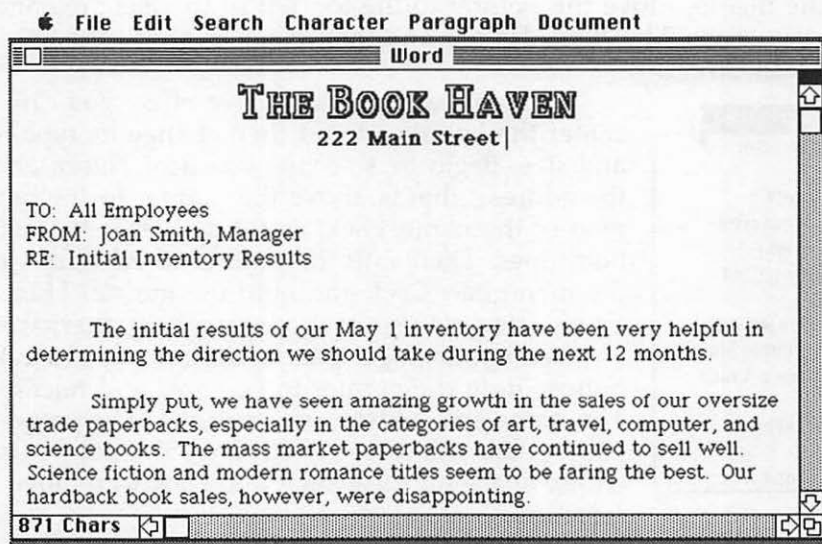 File Edit Search Character Paragraph Document
Word
THE BOOK HAVEN
222 Main Street
TO: All Employees
FROM: Joan Smith, Manager
RE: Initial Inventory Results
The initial results of our May 1 inventory have been very helpful in
determining the direction we should take during the next 12 months.
Simply put, we have seen amazing growth in the sales of our oversize
trade paperbacks, especially in the categories of art, travel, computer, and
science books. The mass market paperbacks have continued to sell well.
Science fiction and modern romance titles seem to be faring the best. Our
hardback book sales, however, were disappointing.
871 Chars